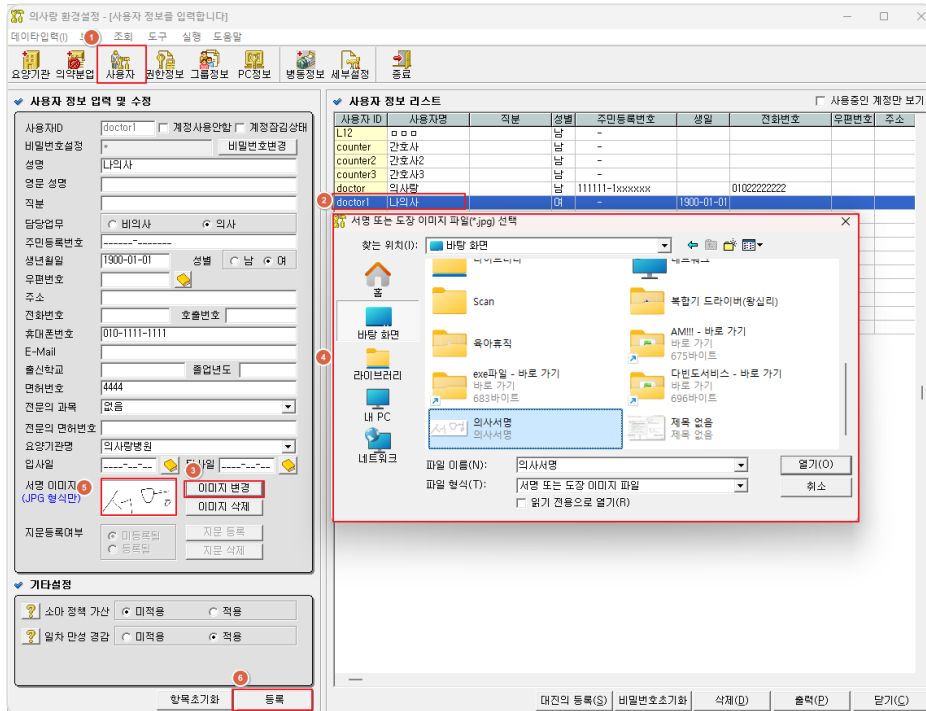 의사랑 환경설정 - [사용자 정보를 입력합니다]
데이타입력(I) 조회 도구 실행 도움말
1
요양기관 의약분업 사용자 권한정보 그룹정보 PC정보 병동정보 세부설정 종료
사용자 정보 입력 및 수정
사용자ID doctor1 계정사용안함 계정잠김상태
비밀번호설정 * 비밀번호변경
성명 나의사
영문 성명
직분
담당업무 비의사 의사
주민등록번호 ------‐-------
생년월일 1900-01-01 성별 남 여
우편번호
주소
전화번호 호출번호
휴대폰번호 010-1111-1111
E-Mail
출신학교 졸업년도
면허번호 4444
전문의 과목 없음
전문의 면허번호
요양기관명 의사랑병원
입사일 ____-__-__ 사일 ____-__-__
3
서명 이미지 5 이미지 변경
(JPG 형식만) 이미지 삭제
지문등록여부 미등록됨 지문 등록
등록됨 지문 삭제
기타설정
? 소아 정책 가산 미적용 적용
? 일차 만성 경감 미적용 적용
6
항목초기화 등록
사용자 정보 리스트 사용중인 계정만 보기
사용자 ID 사용자명 직분 성별 주민등록번호 생일 전화번호 우편번호 주소
L12 ㅁㅁㅁ 남 -
counter 간호사 남 -
counter2 간호사2 남 -
counter3 간호사3 남 -
doctor 의사랑 남 111111-1xxxxxx 01022222222
2 doctor1 나의사 여 - 1900-01-01
서명 또는 도장 이미지 파일(*.jpg) 선택
찾는 위치(I): 바탕 화면
4
홈
바탕 화면
라이브러리
내 PC
네트워크
라이브러리
네트워크
Scan
복합기 드라이버(왕십리)
육아휴직
AM!!! - 바로 가기
바로 가기
675바이트
exe파일 - 바로 가기
바로 가기
683바이트
다빈도서비스 - 바로 가기
바로 가기
696바이트
의사서명
의사서명
제목 없음
제목 없음
파일 이름(N): 의사서명 열기(O)
파일 형식(T): 서명 또는 도장 이미지 파일 취소
읽기 전용으로 열기(R)
대진의 등록(S) 비밀번호초기화 삭제(D) 출력(P) 닫기(C)